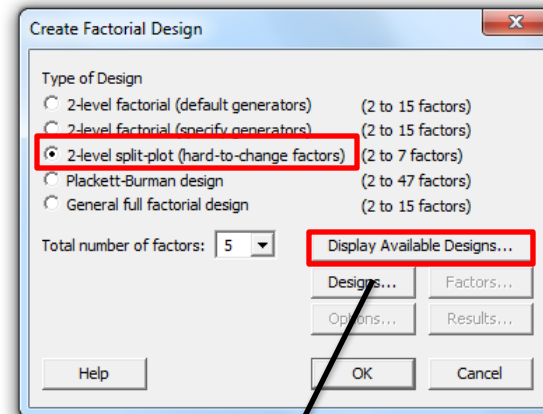 Create Factorial Design
Type of Design
2-level factorial (default generators) (2 to 15 factors)
2-level factorial (specify generators) (2 to 15 factors)
2-level split-plot (hard-to-change factors) (2 to 7 factors)
Plackett-Burman design (2 to 47 factors)
General full factorial design (2 to 15 factors)
Total number of factors: 5 Display Available Designs...
Designs... Factors...
Options... Results...
Help OK Cancel